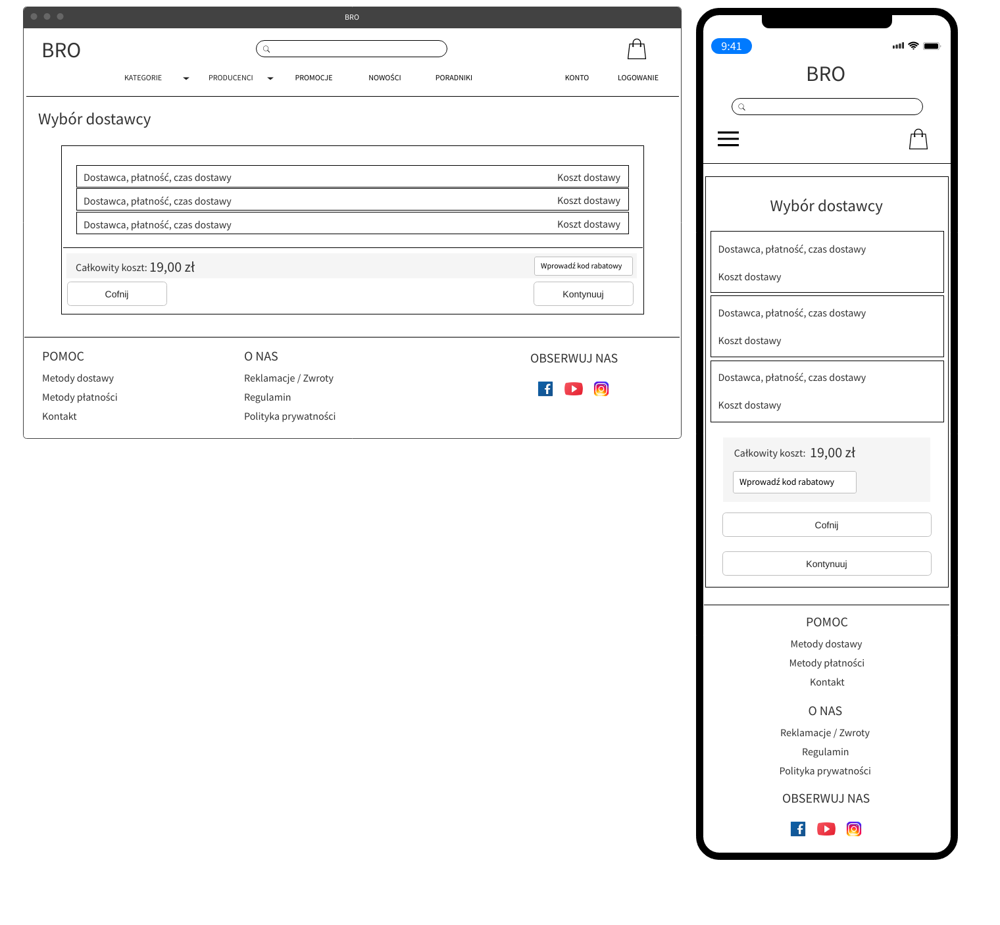 BRO
BRO
KATEGORIE PRODUCENCI PROMOCJE NOWOŚCI PORADNIKI KONTO LOGOWANIE
Wybór dostawcy
Dostawca, płatność, czas dostawy Koszt dostawy
Dostawca, płatność, czas dostawy Koszt dostawy
Dostawca, płatność, czas dostawy Koszt dostawy
Całkowity koszt: 19,00 zł Wprowadź kod rabatowy
Cofnij Kontynuuj
POMOC
Metody dostawy
Metody płatności
Kontakt
O NAS
Reklamacje / Zwroty
Regulamin
Polityka prywatności
OBSERWUJ NAS
9:41
BRO
Wybór dostawcy
Dostawca, płatność, czas dostawy
Koszt dostawy
Dostawca, płatność, czas dostawy
Koszt dostawy
Dostawca, płatność, czas dostawy
Koszt dostawy
Całkowity koszt: 19,00 zł
Wprowadź kod rabatowy
Cofnij
Kontynuuj
POMOC
Metody dostawy
Metody płatności
Kontakt
O NAS
Reklamacje / Zwroty
Regulamin
Polityka prywatności
OBSERWUJ NAS